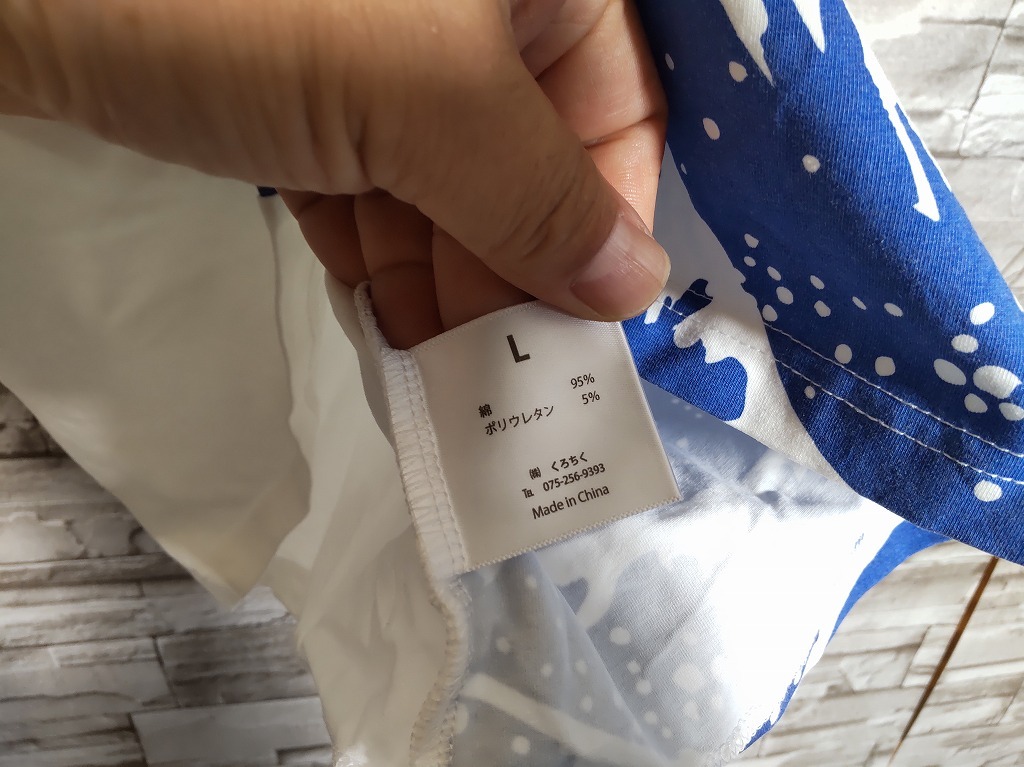 L
綿 95%
ポリウレタン 5%
㈱ くろちく
℡ 075-256-9393
Made in China